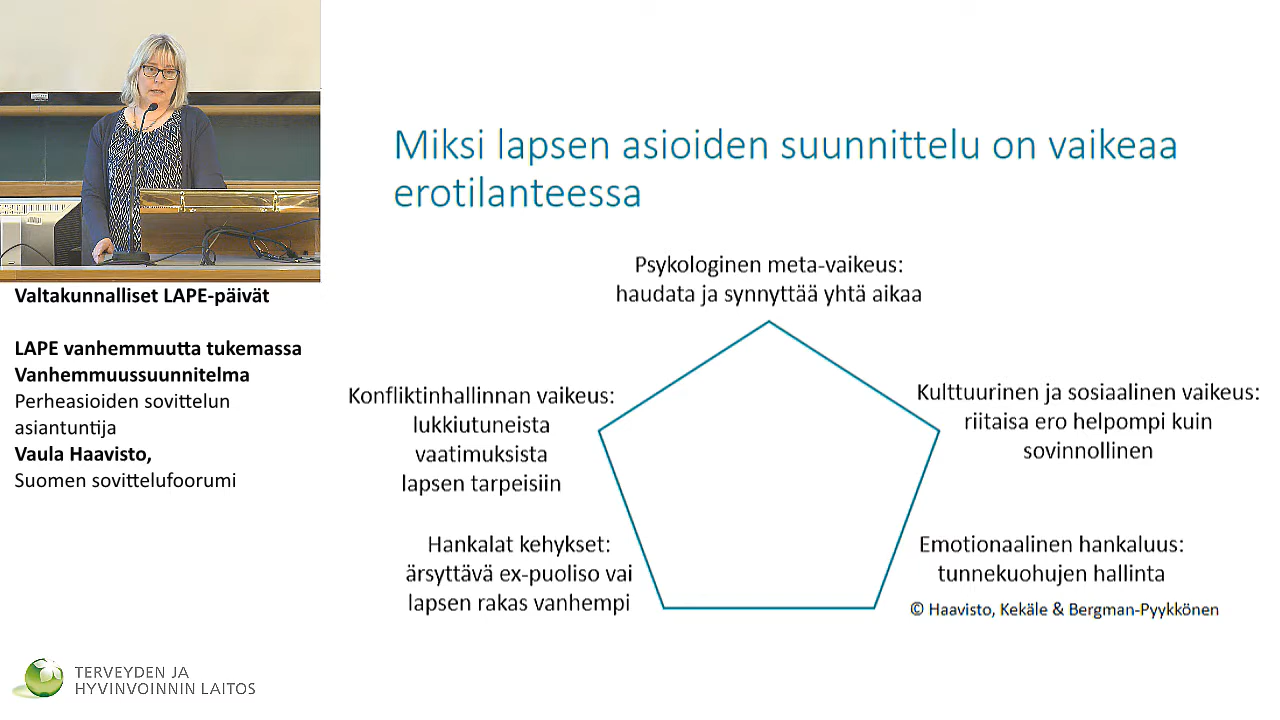 Valtakunnalliset LAPE-päivät
LAPE vanhemmuutta tukemassa
Vanhemmuussuunnitelma
Perheasioiden sovittelun
asiantuntija
Vaula Haavisto,
Suomen sovittelufoorumi
TERVEYDEN JA
HYVINVOINNIN LAITOS
Miksi lapsen asioiden suunnittelu on vaikeaa
erotilanteessa
Psykologinen meta-vaikeus:
haudata ja synnyttää yhtä aikaa
Konfliktinhallinnan vaikeus:
lukkiutuneista
vaatimuksista
lapsen tarpeisiin
Kulttuurinen ja sosiaalinen vaikeus:
riitaisa ero helpompi kuin
sovinnollinen
Hankalat kehykset:
ärsyttävä ex-puoliso vai
lapsen rakas vanhempi
Emotionaalinen hankaluus:
tunnekuohujen hallinta
© Haavisto, Kekäle & Bergman-Pyykkönen